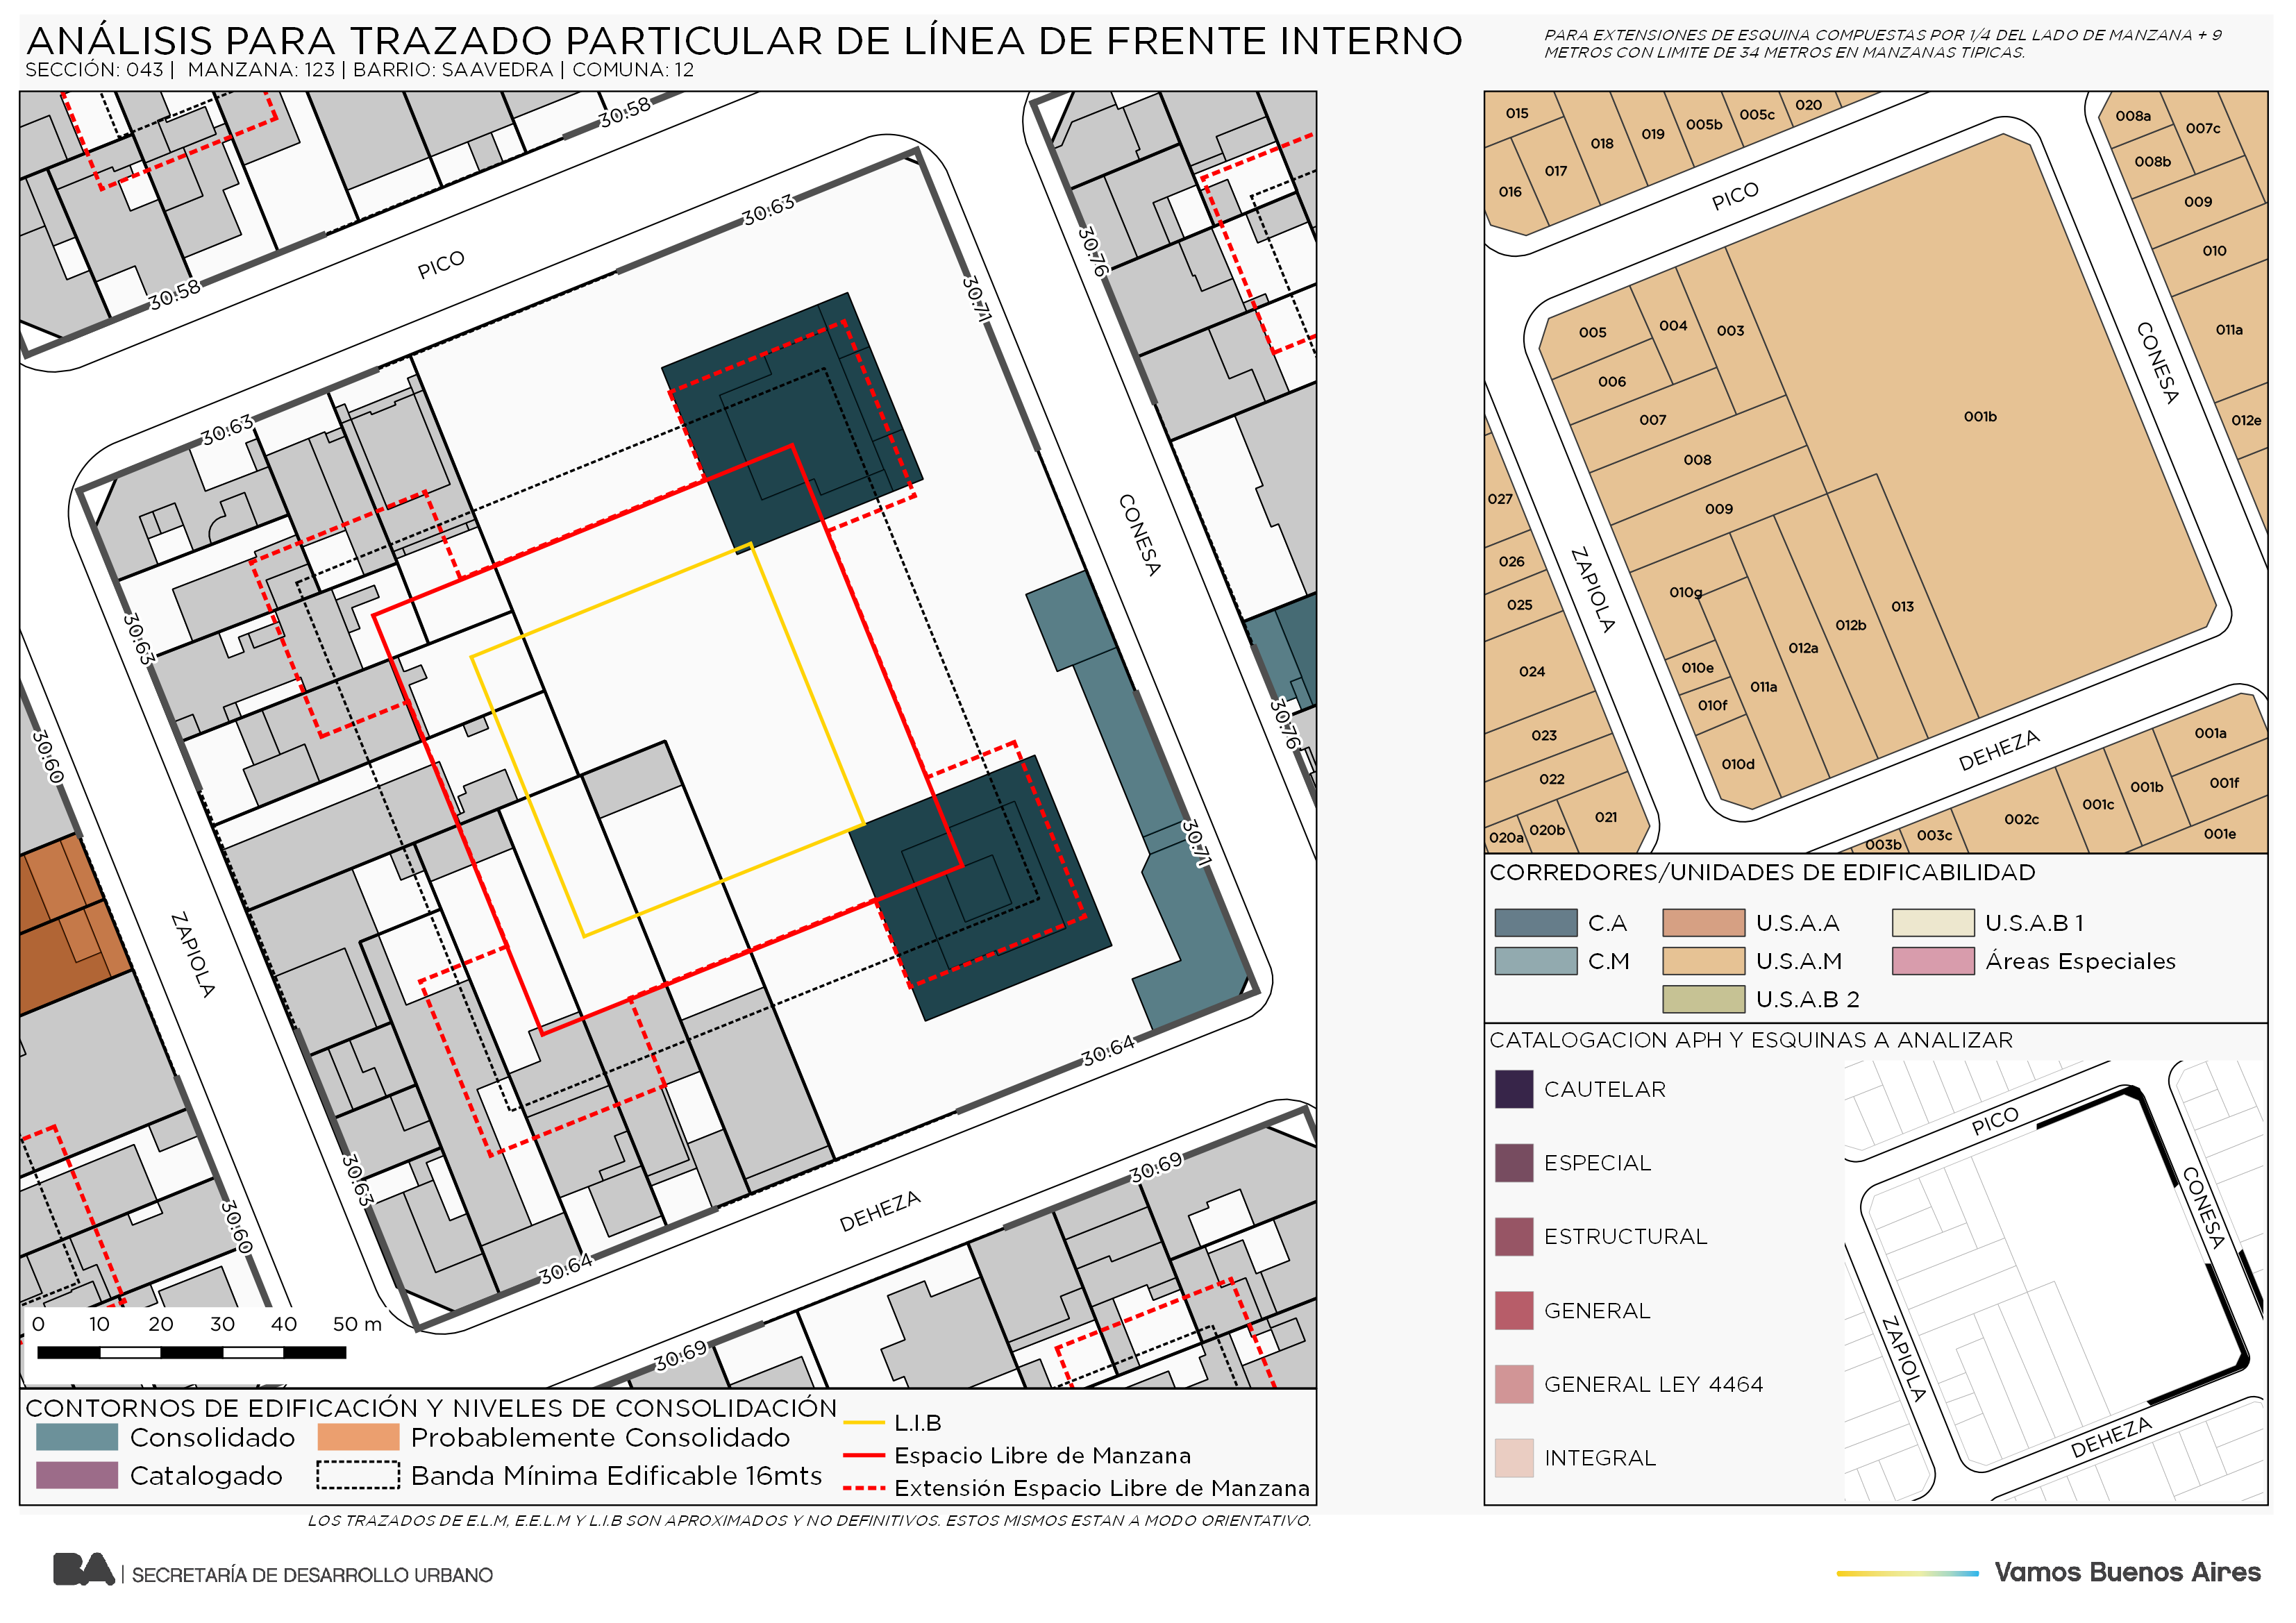 ANÁLISIS PARA TRAZADO PARTICULAR DE LÍNEA DE FRENTE INTERNO
SECCIÓN: 043 | MANZANA: 123 | BARRIO: SAAVEDRA | COMUNA: 12
PARA EXTENSIONES DE ESQUINA COMPUESTAS POR 1/4 DEL LADO DE MANZANA + 9
METROS CON LIMITE DE 34 METROS EN MANZANAS TIPICAS.
30.58
30.58
PICO
30.63
30.63
30.71
30.76
CONESA
30.63
30.60
30.76
30.71
ZAPIOLA
30.64
30.63
30.60
30.64
DEHEZA
30.69
30.69
0 10 20 30 40 50 m
CONTORNOS DE EDIFICACIÓN Y NIVELES DE CONSOLIDACIÓN
Consolidado
Probablemente Consolidado
Catalogado
Banda Mínima Edificable 16mts
L.I.B
Espacio Libre de Manzana
Extensión Espacio Libre de Manzana
LOS TRAZADOS DE E.L.M, E.E.L.M Y L.I.B SON APROXIMADOS Y NO DEFINITIVOS. ESTOS MISMOS ESTAN A MODO ORIENTATIVO.
015
016
017
018
019
005b
005c
020
008a
007c
008b
009
010
011a
012e
PICO
CONESA
005
004
003
006
007
008
009
001b
027
026
025
024
023
022
021
020b
020a
ZAPIOLA
010g
010e
010f
010d
011a
012a
012b
013
DEHEZA
003b
003c
002c
001c
001b
001a
001f
001e
CORREDORES/UNIDADES DE EDIFICABILIDAD
C.A
U.S.A.A
U.S.A.B 1
C.M
U.S.A.M
Áreas Especiales
U.S.A.B 2
CATALOGACION APH Y ESQUINAS A ANALIZAR
CAUTELAR
ESPECIAL
ESTRUCTURAL
GENERAL
GENERAL LEY 4464
INTEGRAL
PICO
CONESA
ZAPIOLA
DEHEZA
BA | SECRETARÍA DE DESARROLLO URBANO
Vamos Buenos Aires